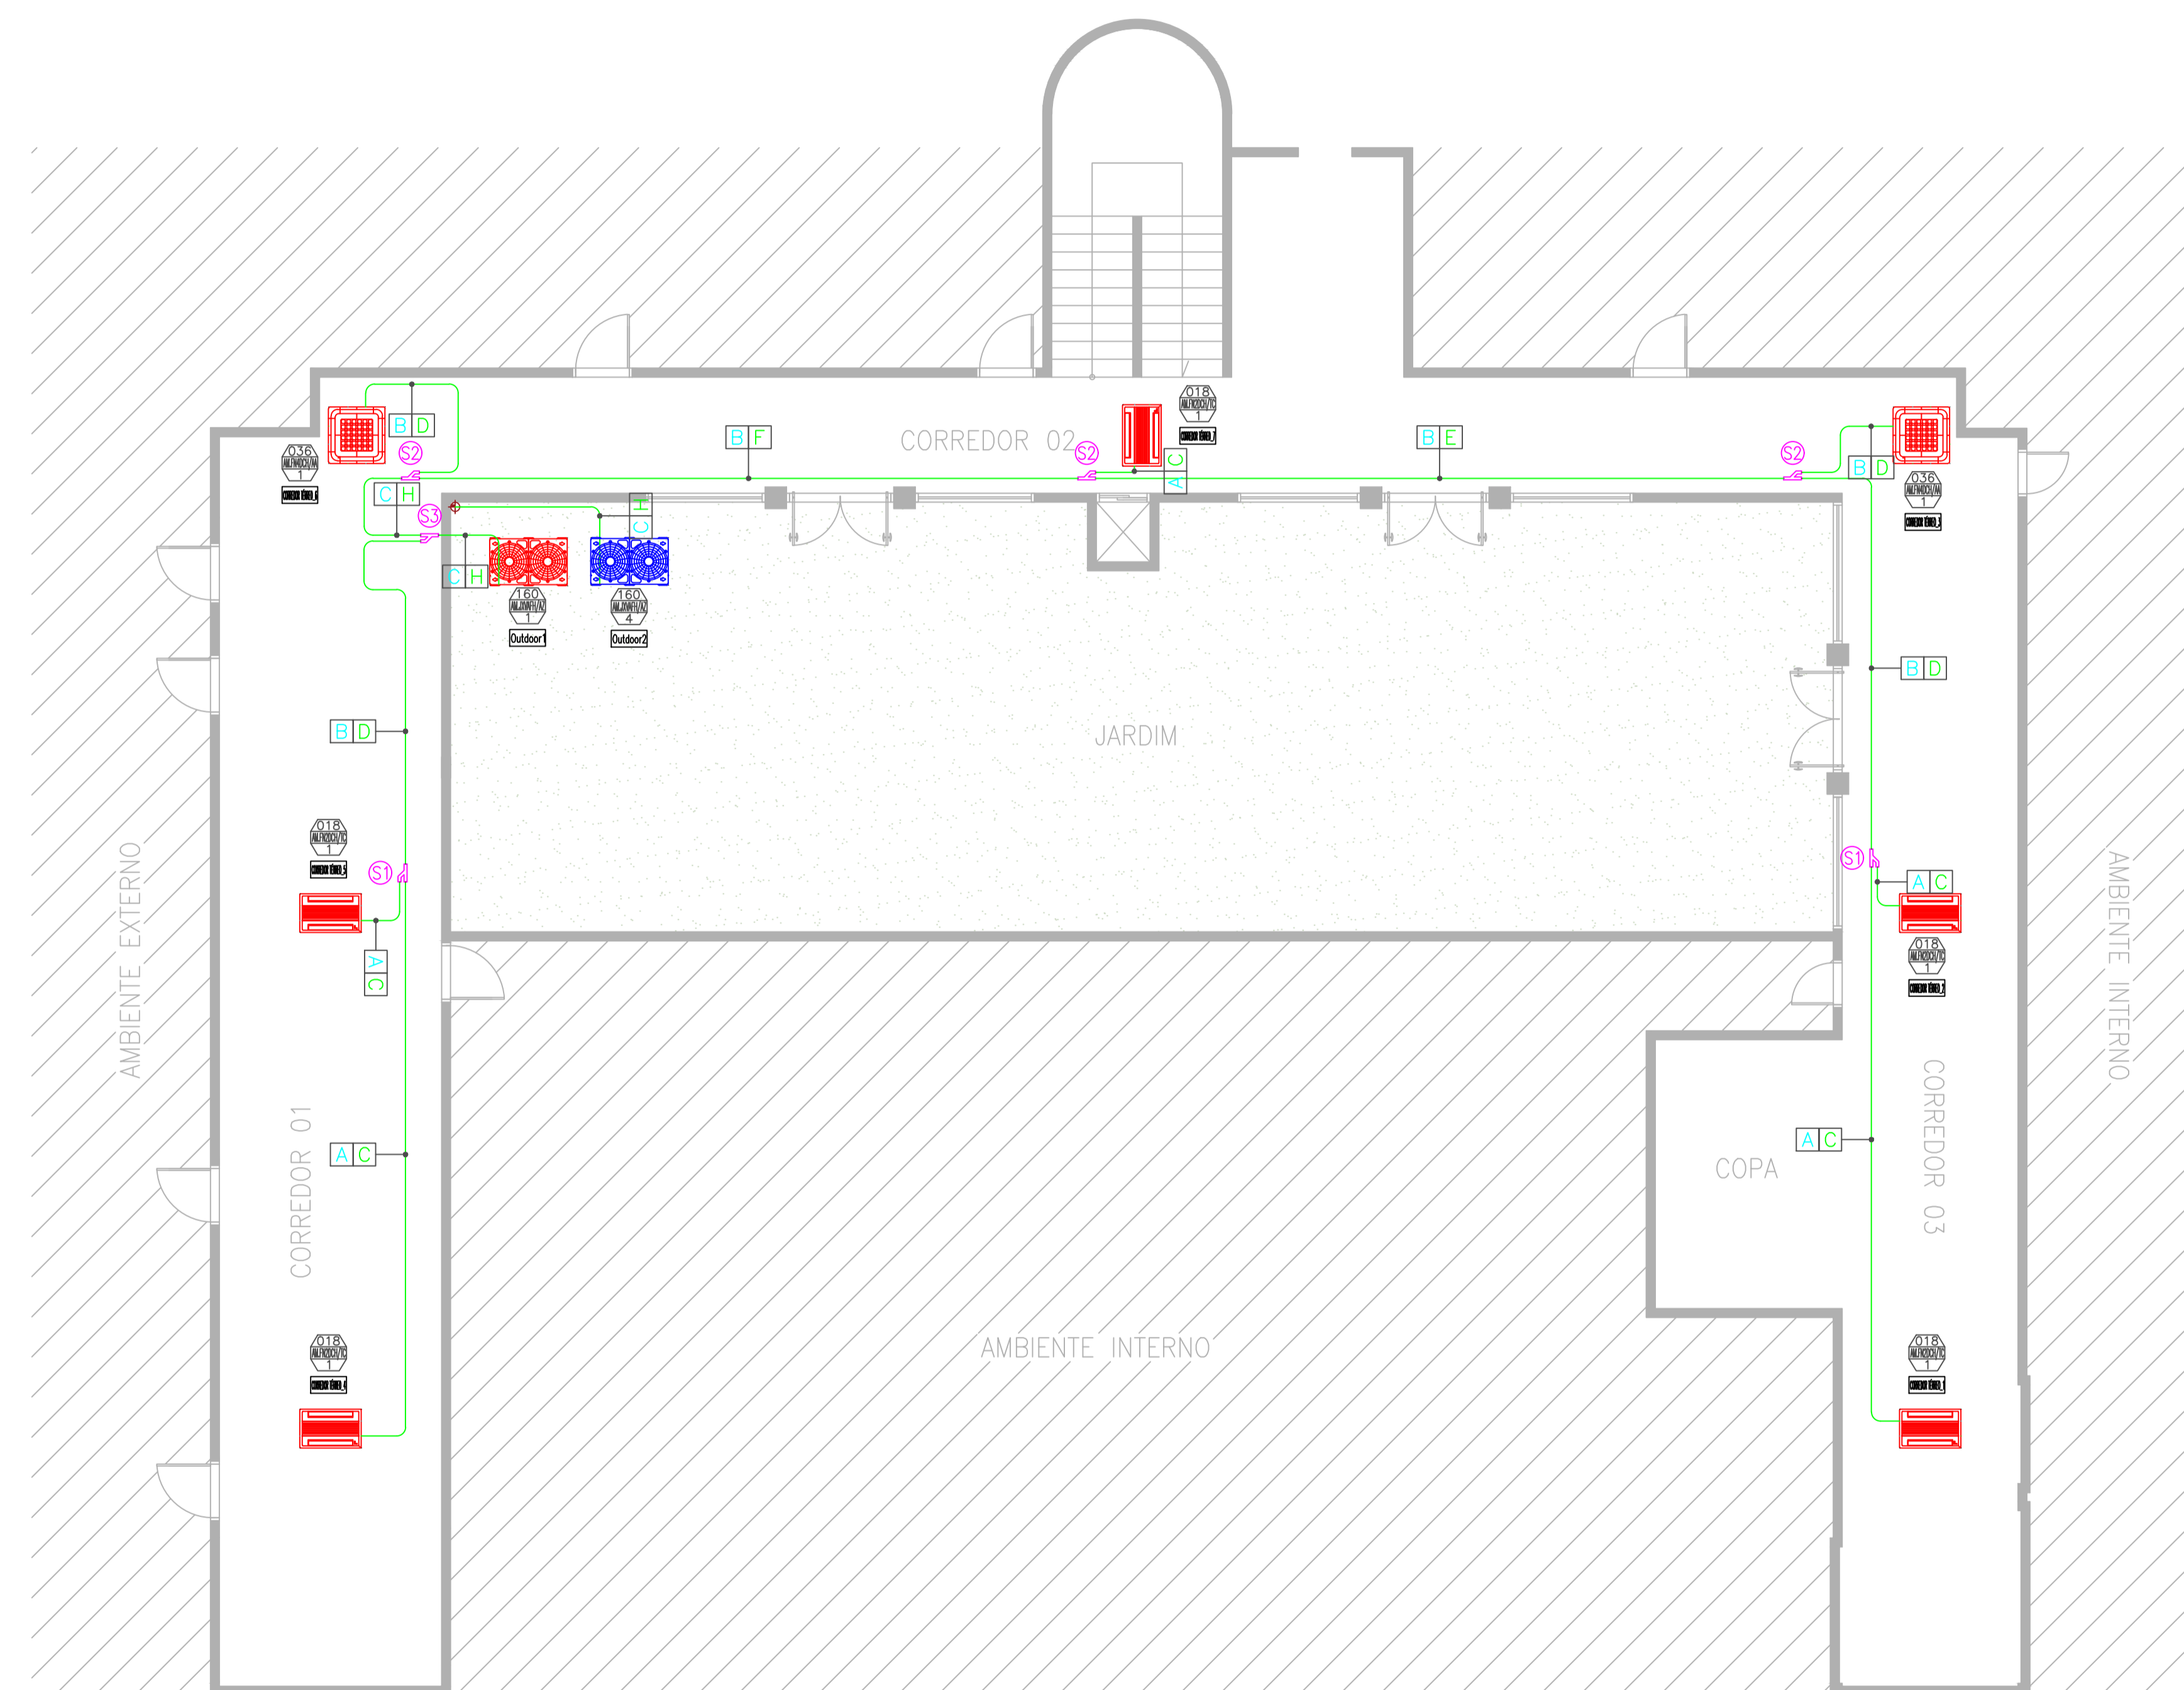 018
1
B D
036
1
S2
B F
CORREDOR 02
S2
A C
B E
S2
B D
036
1
C H
S3
C H
C H
160
1
Outdoor1
160
4
Outdoor2
B D
B D
JARDIM
018
1
S1
A C
S1
A C
018
1
AMBIENTE EXTERNO
AMBIENTE INTERNO
CORREDOR 01
A C
COPA
A C
CORREDOR 03
AMBIENTE INTERNO
018
1
018
1